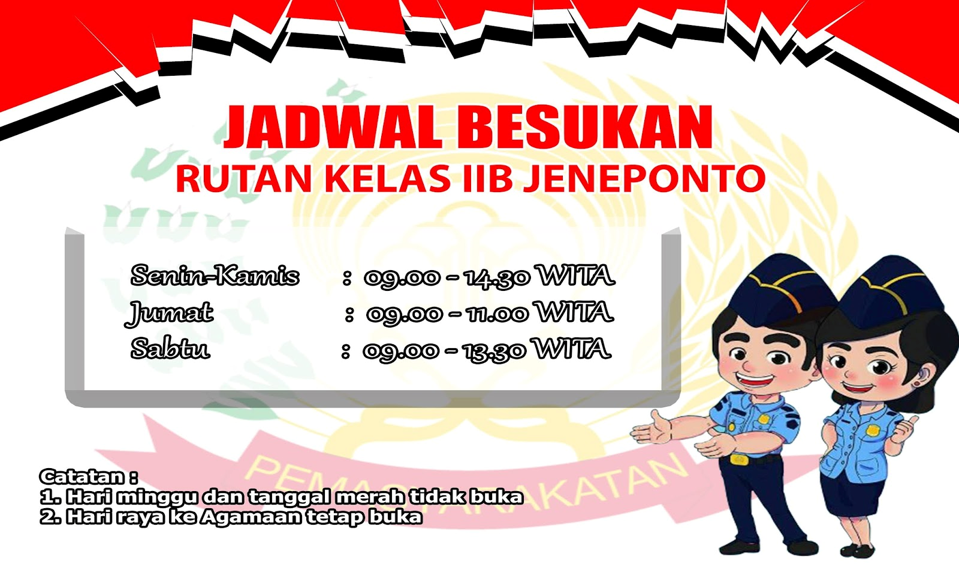 JADWAL BESUKAN
RUTAN KELAS IIB JENEPONTO
Senin-Kamis : 09.00 - 14.30 WITA
Jumat : 09.00 - 11.00 WITA
Sabtu : 09.00 - 13.30 WITA
PEMASYARAKATAN
Catatan :
1. Hari minggu dan tanggal merah tidak buka
2. Hari raya ke Agamaan tetap buka